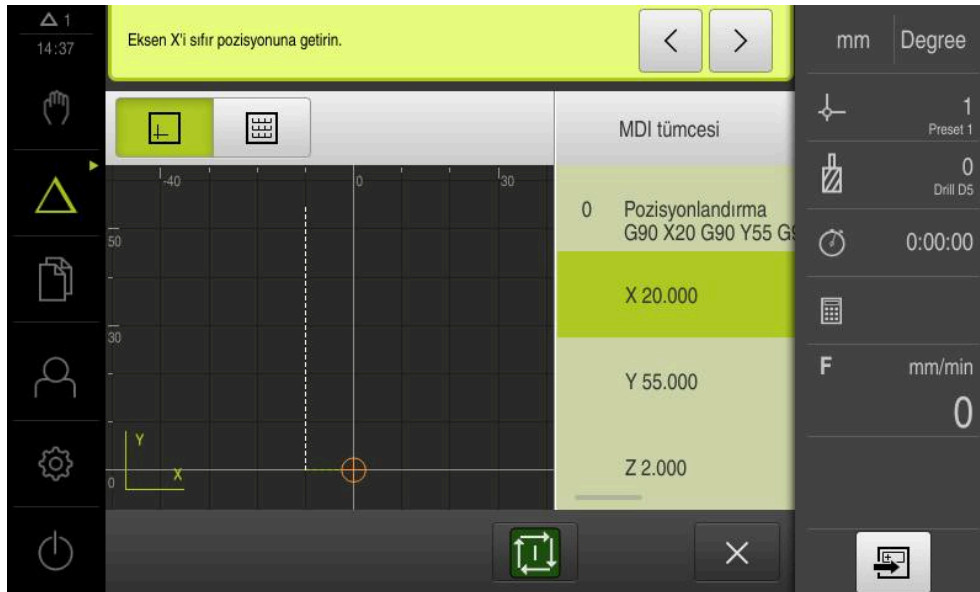 1
14:37
Eksen X'i sıfır pozisyonuna getirin.
mm
Degree
1
Preset 1
0
Drill D5
0:00:00
F
mm/min
0
MDI tümcesi
0
Pozisyonlandırma
G90 X20 G90 Y55
X 20.000
Y 55.000
Z 2.000
-40
0
30
50
30
0
Y
X